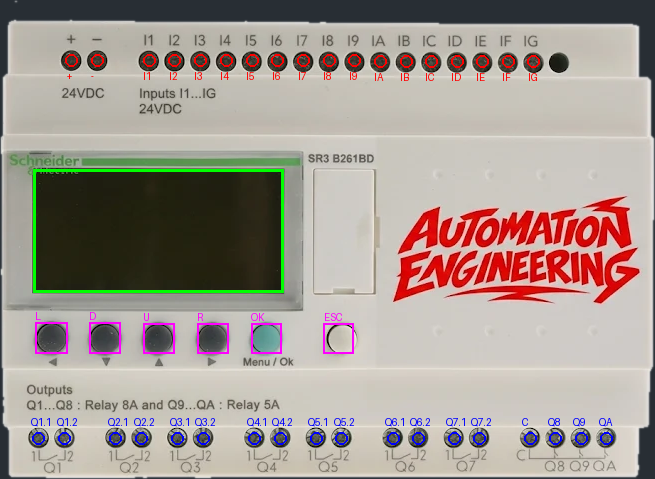 + − I1 I2 I3 I4 I5 I6 I7 I8 I9 IA IB IC ID IE IF IG
+ - I1 I2 I3 I4 I5 I6 I7 I8 I9 IA IB IC ID IE IF IG
24VDC
Inputs I1...IG
24VDC
Schneider
Electric
SR3 B261BD
AUTOMATION
ENGINEERING
L D U R OK ESC
◀ ▼ ▲ ▶ Menu / Ok
Outputs
Q1...Q8 : Relay 8A and Q9...QA : Relay 5A
Q1.1 Q1.2 Q2.1 Q2.2 Q3.1 Q3.2 Q4.1 Q4.2 Q5.1 Q5.2 Q6.1 Q6.2 Q7.1 Q7.2 C Q8 Q9 QA
1 2 1 2 1 2 1 2 1 2 1 2 1 2 C
Q1 Q2 Q3 Q4 Q5 Q6 Q7 Q8 Q9 QA